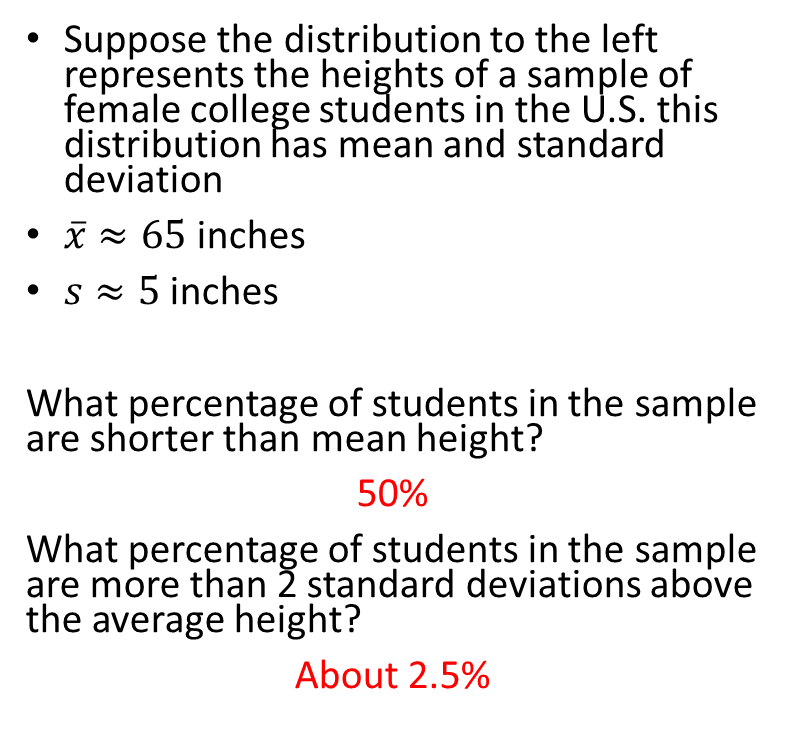 • Suppose the distribution to the left
represents the heights of a sample of
female college students in the U.S. this
distribution has mean and standard
deviation
• x̄ ≈ 65 inches
• s ≈ 5 inches
What percentage of students in the sample
are shorter than mean height?
50%
What percentage of students in the sample
are more than 2 standard deviations above
the average height?
About 2.5%